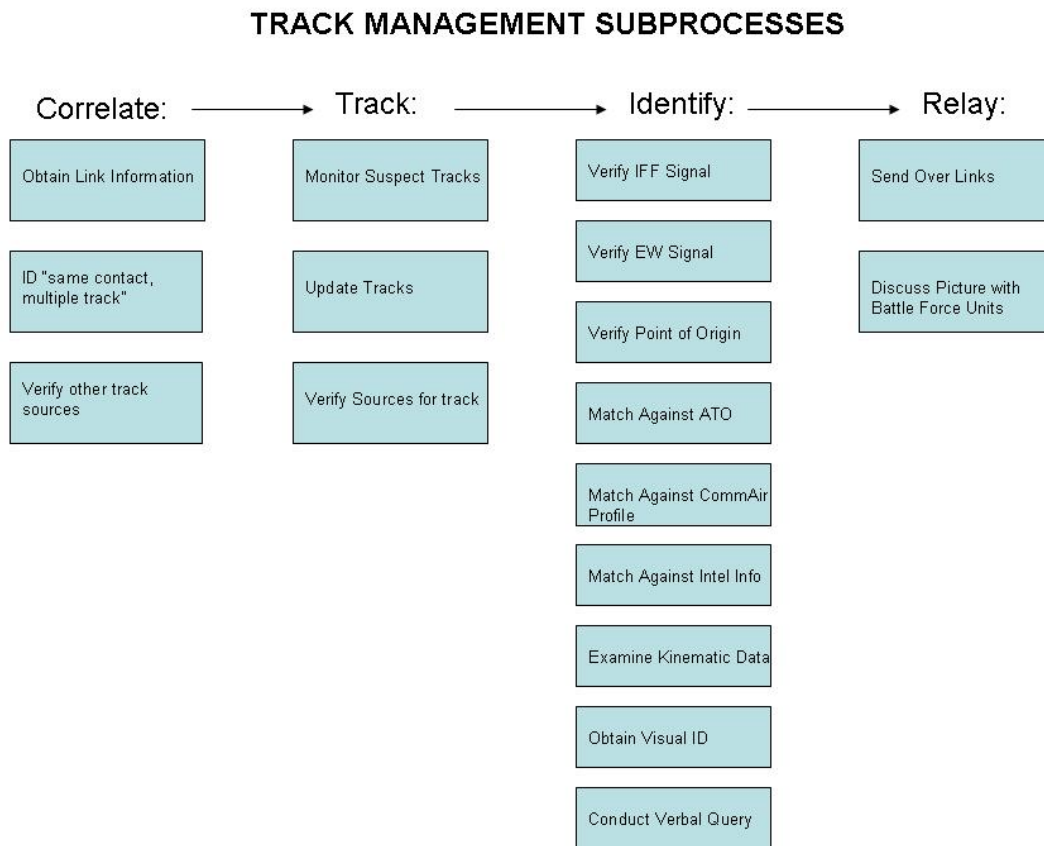 TRACK MANAGEMENT SUBPROCESSES
Correlate:
Obtain Link Information
ID "same contact,
multiple track"
Verify other track
sources
Track:
Monitor Suspect Tracks
Update Tracks
Verify Sources for track
Identify:
Verify IFF Signal
Verify EW Signal
Verify Point of Origin
Match Against ATO
Match Against CommAir
Profile
Match Against Intel Info
Examine Kinematic Data
Obtain Visual ID
Conduct Verbal Query
Relay:
Send Over Links
Discuss Picture with
Battle Force Units